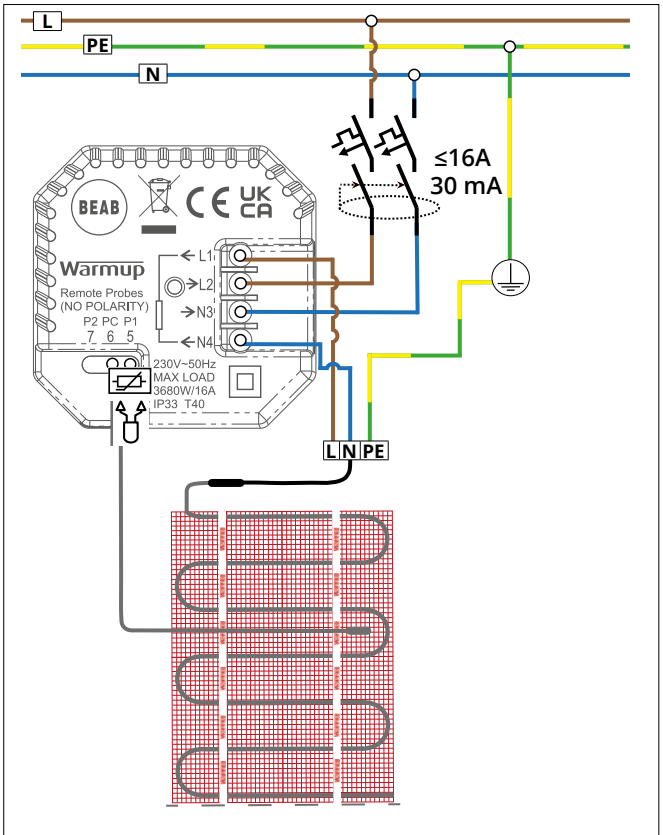 L
PE
N
≤16A
30 mA
BEAB
CE UK
CA
Warmup
Remote Probes
(NO POLARITY)
P2 PC P1
7 6 5
L1
L2
N3
N4
230V~50Hz
MAX LOAD
3680W/16A
IP33 T40
L N PE